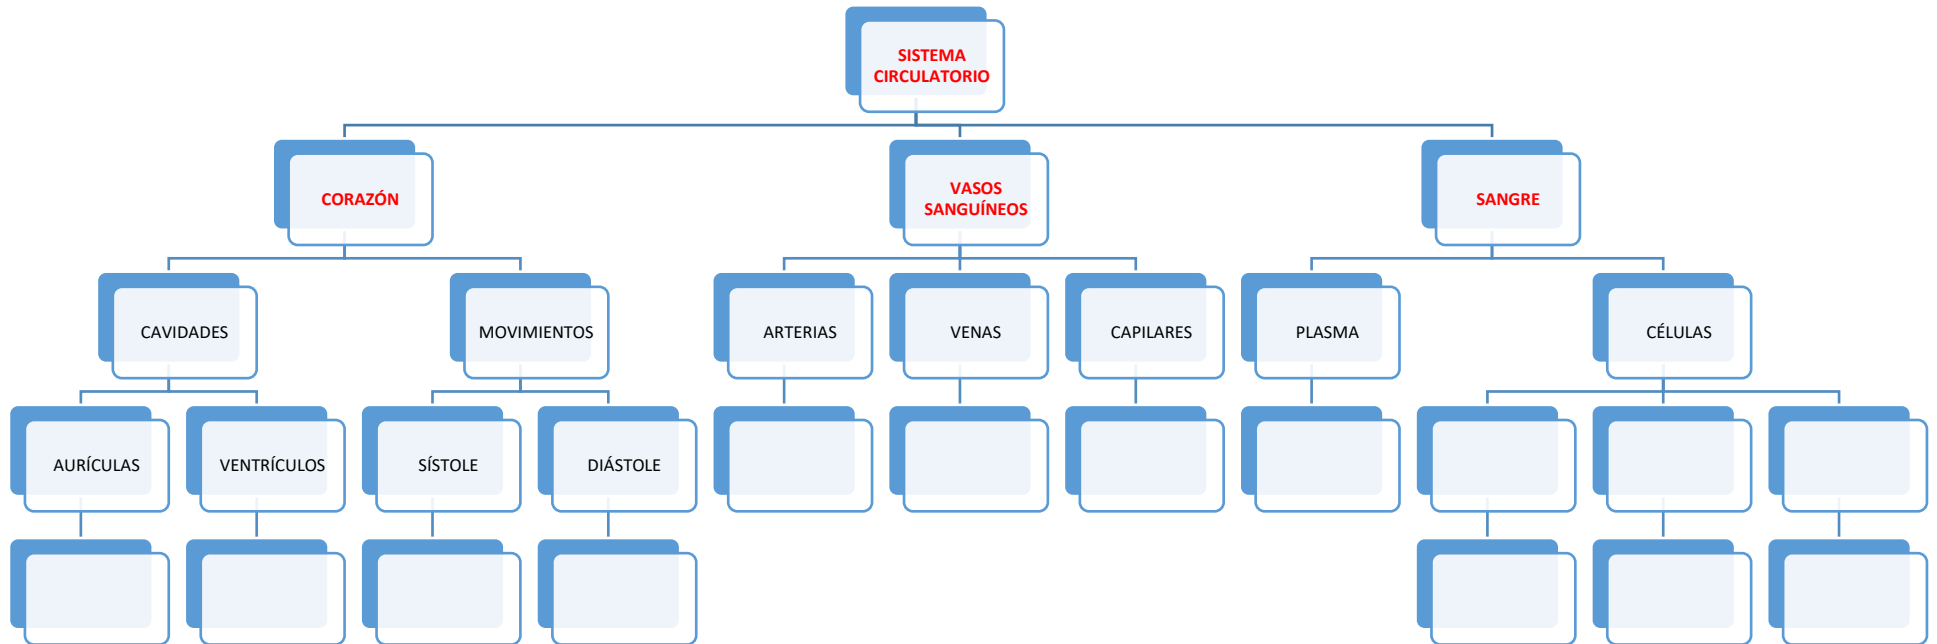 SISTEMA
CIRCULATORIO
CORAZÓN
VASOS
SANGUÍNEOS
SANGRE
CAVIDADES
MOVIMIENTOS
ARTERIAS
VENAS
CAPILARES
PLASMA
CÉLULAS
AURÍCULAS
VENTRÍCULOS
SÍSTOLE
DIÁSTOLE